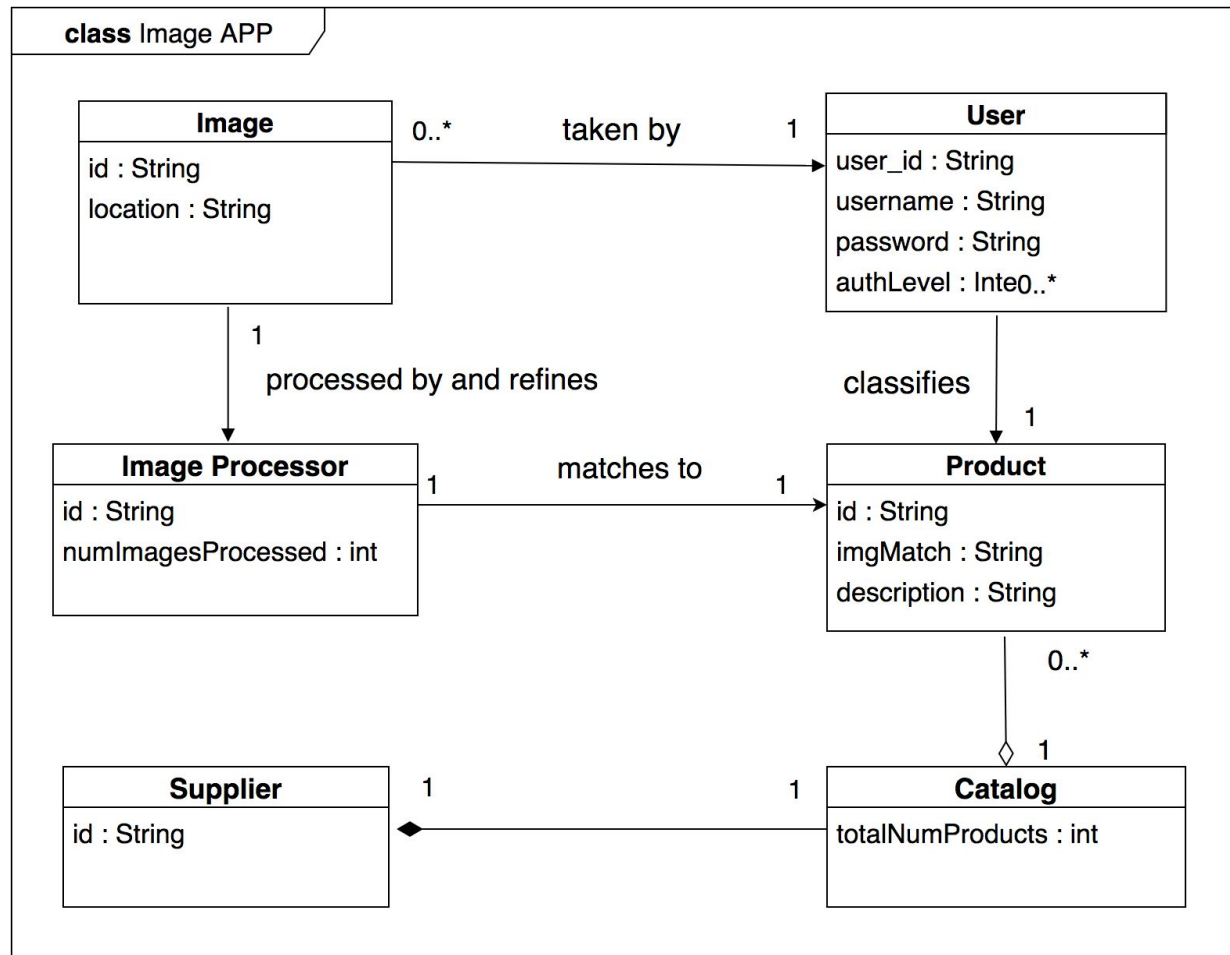 class Image APP
Image
id : String
location : String
0..*
taken by
1
User
user_id : String
username : String
password : String
authLevel : Inte0..*
1
processed by and refines
classifies
1
Image Processor
id : String
numImagesProcessed : int
1
matches to
1
Product
id : String
imgMatch : String
description : String
0..*
1
Supplier
id : String
1
1
Catalog
totalNumProducts : int